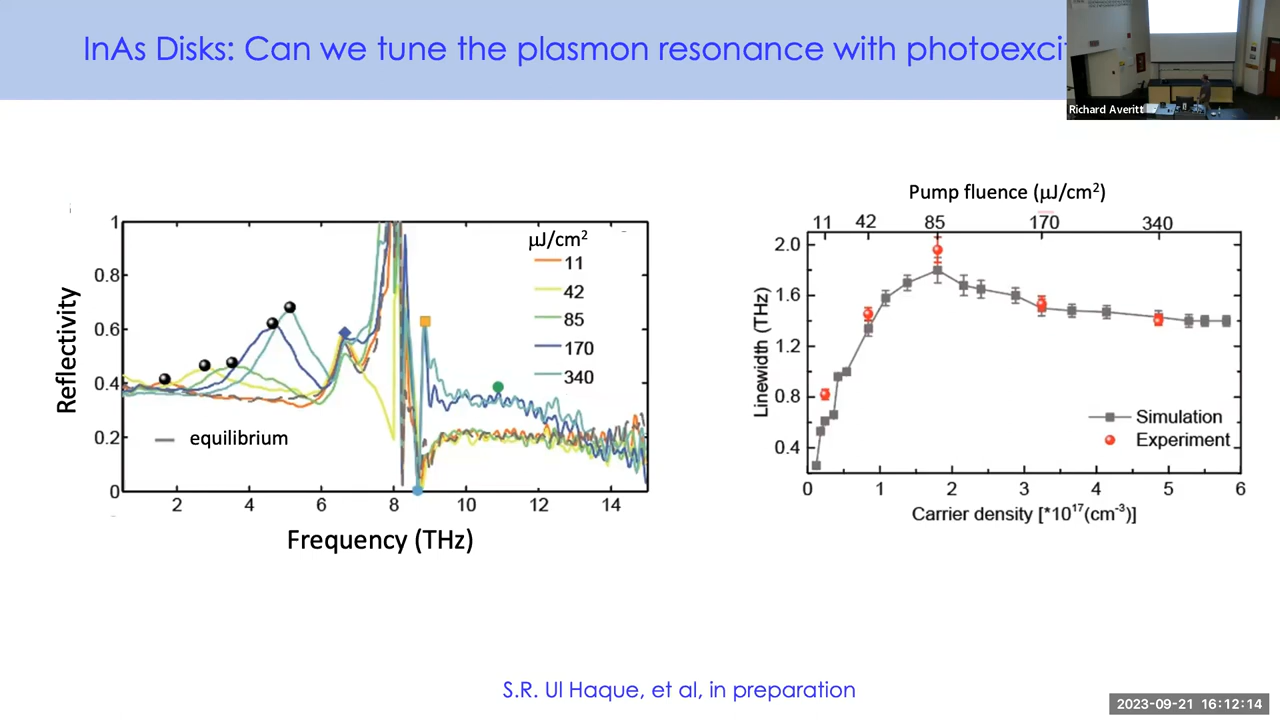 InAs Disks: Can we tune the plasmon resonance with photoexcit
Richard Averitt
Reflectivity
1
0.8
0.6
0.4
0.2
0
μJ/cm2
11
42
85
170
340
equilibrium
2 4 6 8 10 12 14
Frequency (THz)
Pump fluence (μJ/cm2)
11 42 85 170 340
Linewidth (THz)
2.0
1.6
1.2
0.8
0.4
Simulation
Experiment
0 1 2 3 4 5 6
Carrier density [*10^17(cm^-3)]
S.R. Ul Haque, et al, in preparation
2023-09-21 16:12:14